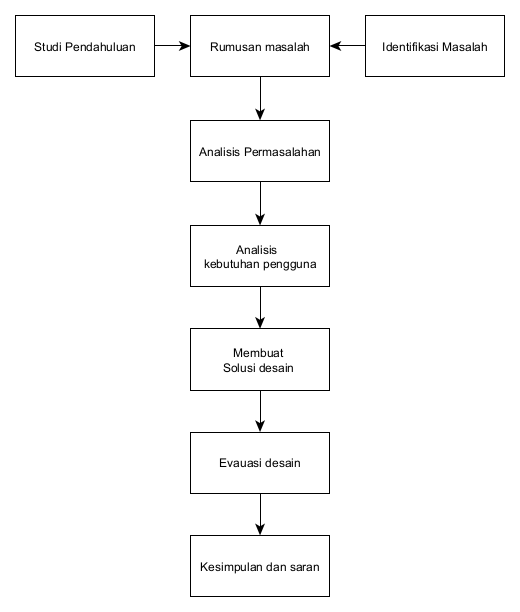 Studi Pendahuluan
Rumusan masalah
Identifikasi Masalah
Analisis Permasalahan
Analisis
kebutuhan pengguna
Membuat
Solusi desain
Evauasi desain
Kesimpulan dan saran